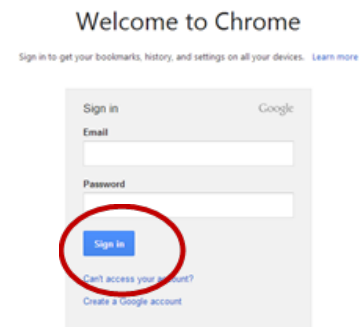 Welcome to Chrome
Sign in to get your bookmarks, history, and settings on all your devices. Learn more
Sign in Google
Email
Password
Sign in
Can't access your account?
Create a Google account